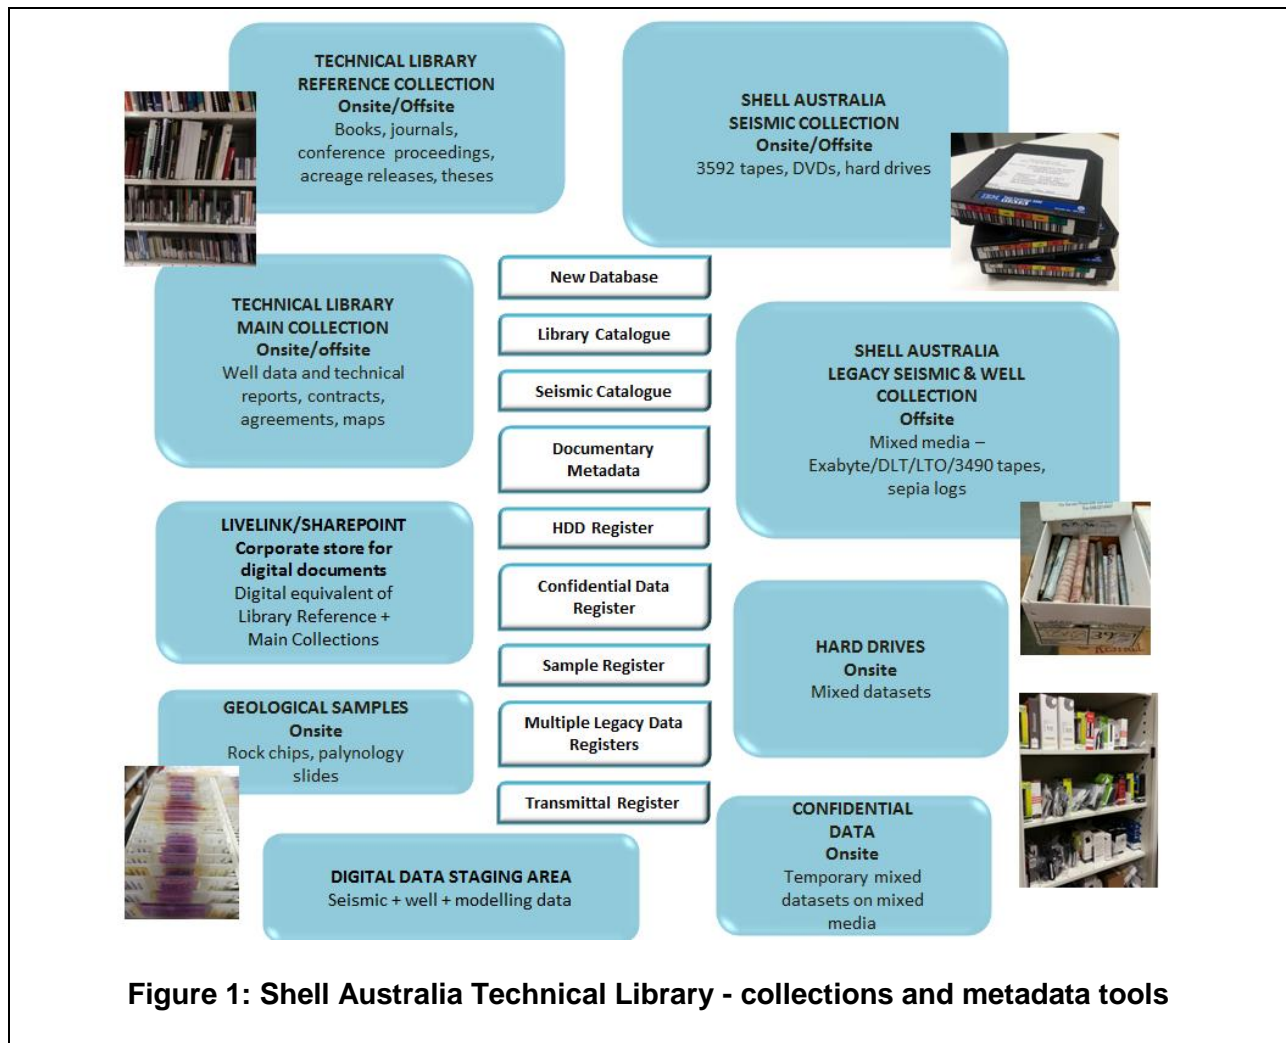 TECHNICAL LIBRARY
REFERENCE COLLECTION
Onsite/Offsite
Books, journals,
conference proceedings,
acreage releases, theses
SHELL AUSTRALIA
SEISMIC COLLECTION
Onsite/Offsite
3592 tapes, DVDs, hard drives
TECHNICAL LIBRARY
MAIN COLLECTION
Onsite/offsite
Well data and technical
reports, contracts,
agreements, maps
New Database
Library Catalogue
Seismic Catalogue
Documentary
Metadata
HDD Register
Confidential Data
Register
Sample Register
Multiple Legacy Data
Registers
Transmittal Register
SHELL AUSTRALIA
LEGACY SEISMIC & WELL
COLLECTION
Offsite
Mixed media –
Exabyte/DLT/LTO/3490 tapes,
sepia logs
LIVELINK/SHAREPOINT
Corporate store for
digital documents
Digital equivalent of
Library Reference +
Main Collections
HARD DRIVES
Onsite
Mixed datasets
GEOLOGICAL SAMPLES
Onsite
Rock chips, palynology
slides
CONFIDENTIAL
DATA
Onsite
Temporary mixed
datasets on mixed
media
DIGITAL DATA STAGING AREA
Seismic + well + modelling data
Figure 1: Shell Australia Technical Library - collections and metadata tools